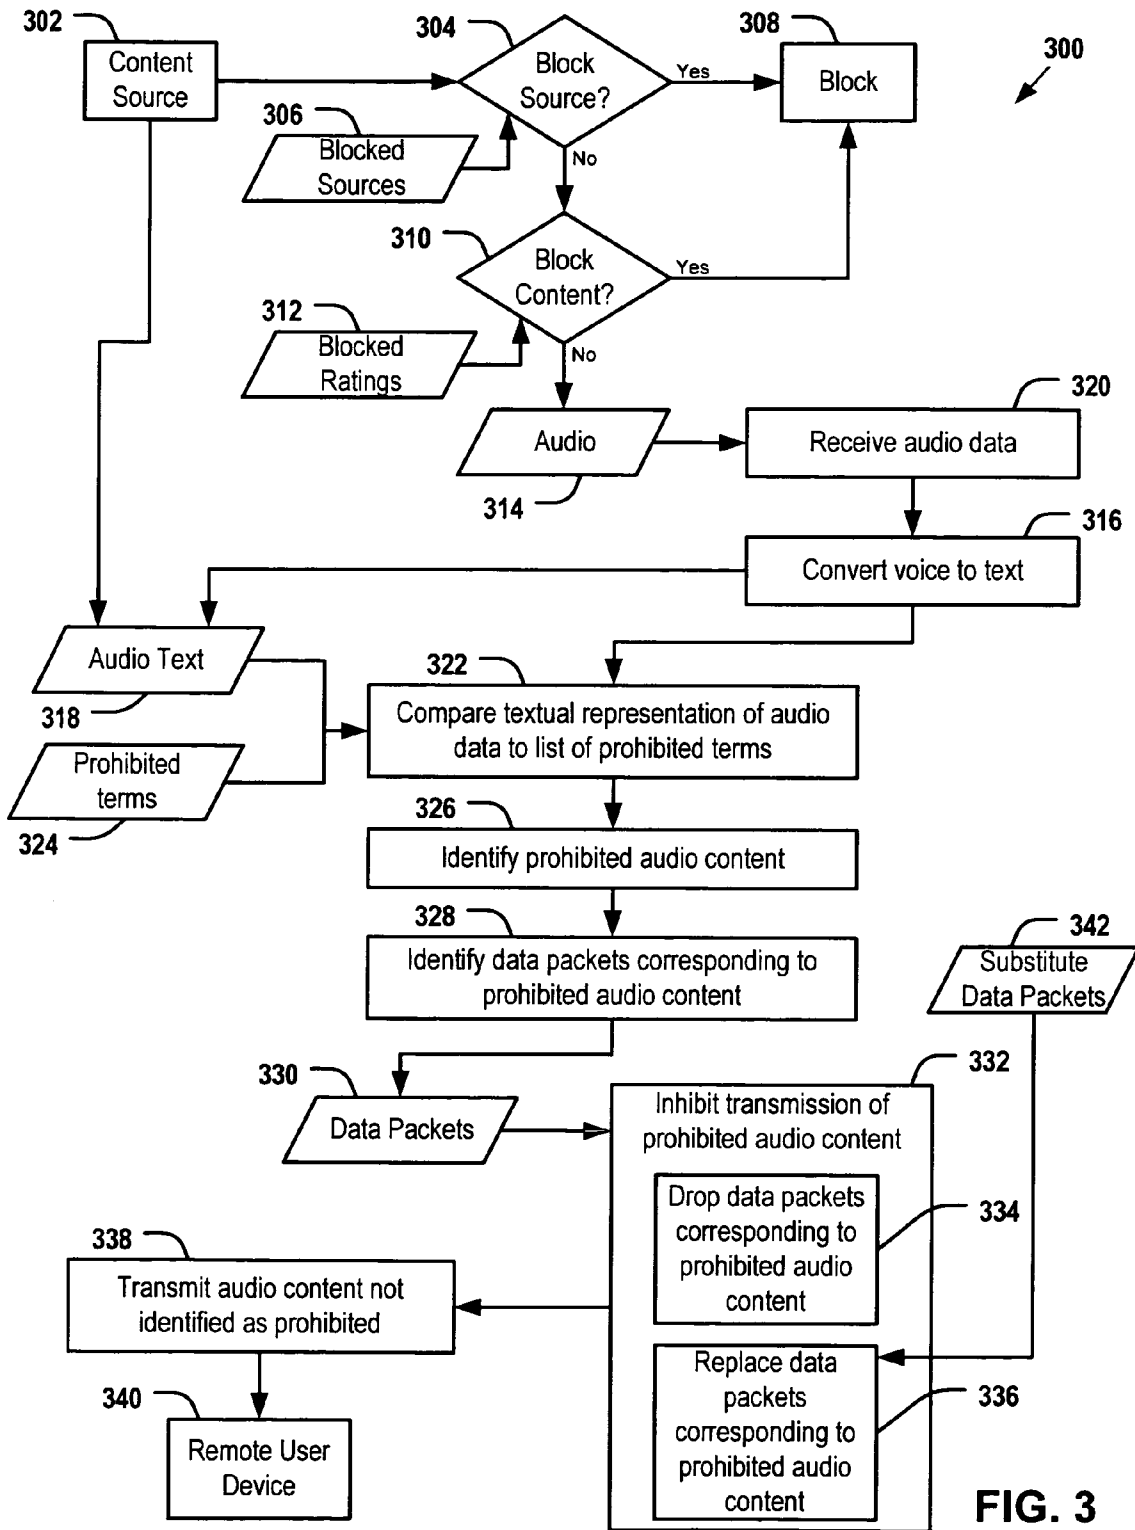 302
304
308
300
Content
Source
Block
Source?
Yes
Block
306
Blocked
Sources
No
310
Block
Content?
Yes
312
Blocked
Ratings
No
320
Audio
Receive audio data
314
316
Convert voice to text
Audio Text
322
318
Compare textual representation of audio
data to list of prohibited terms
Prohibited
terms
326
324
Identify prohibited audio content
328
342
Identify data packets corresponding to
prohibited audio content
Substitute
Data Packets
332
330
Inhibit transmission of
prohibited audio content
Data Packets
Drop data packets
corresponding to
prohibited audio
content
334
338
Transmit audio content not
identified as prohibited
Replace data
packets
corresponding to
prohibited audio
content
336
340
Remote User
Device
FIG. 3